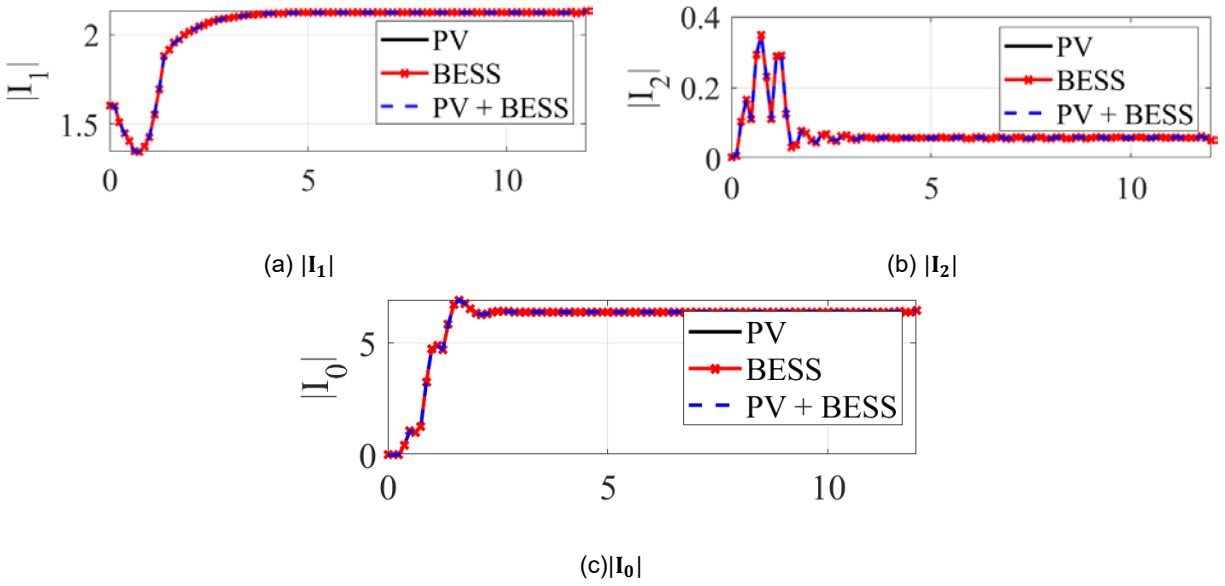 |I₁|
2
1.5
0
5
10
PV
BESS
PV + BESS
(a) |I₁|
|I₂|
0.4
0.2
0
0
5
10
PV
BESS
PV + BESS
(b) |I₂|
|I₀|
5
0
0
5
10
PV
BESS
PV + BESS
(c)|I₀|